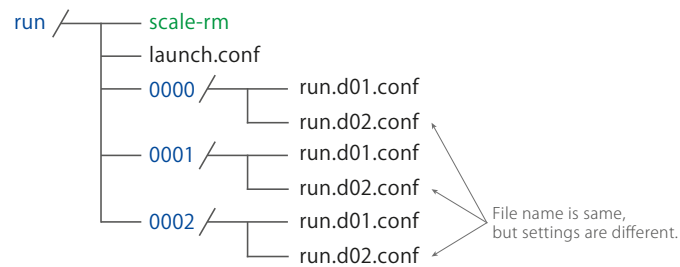 run
scale-rm
launch.conf
0000
run.d01.conf
run.d02.conf
0001
run.d01.conf
run.d02.conf
0002
run.d01.conf
run.d02.conf
File name is same,
but settings are different.